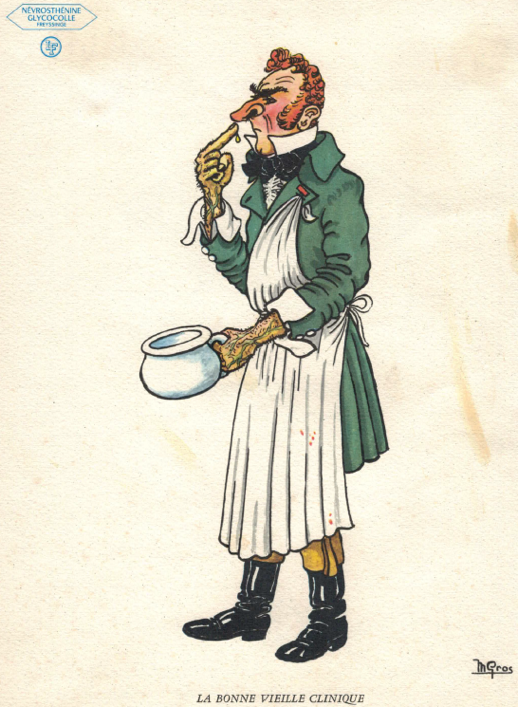 NÉVROSTHÉNINE
GLYCOCOLLE
FREYSSINGE
LF
MGros
LA BONNE VIEILLE CLINIQUE